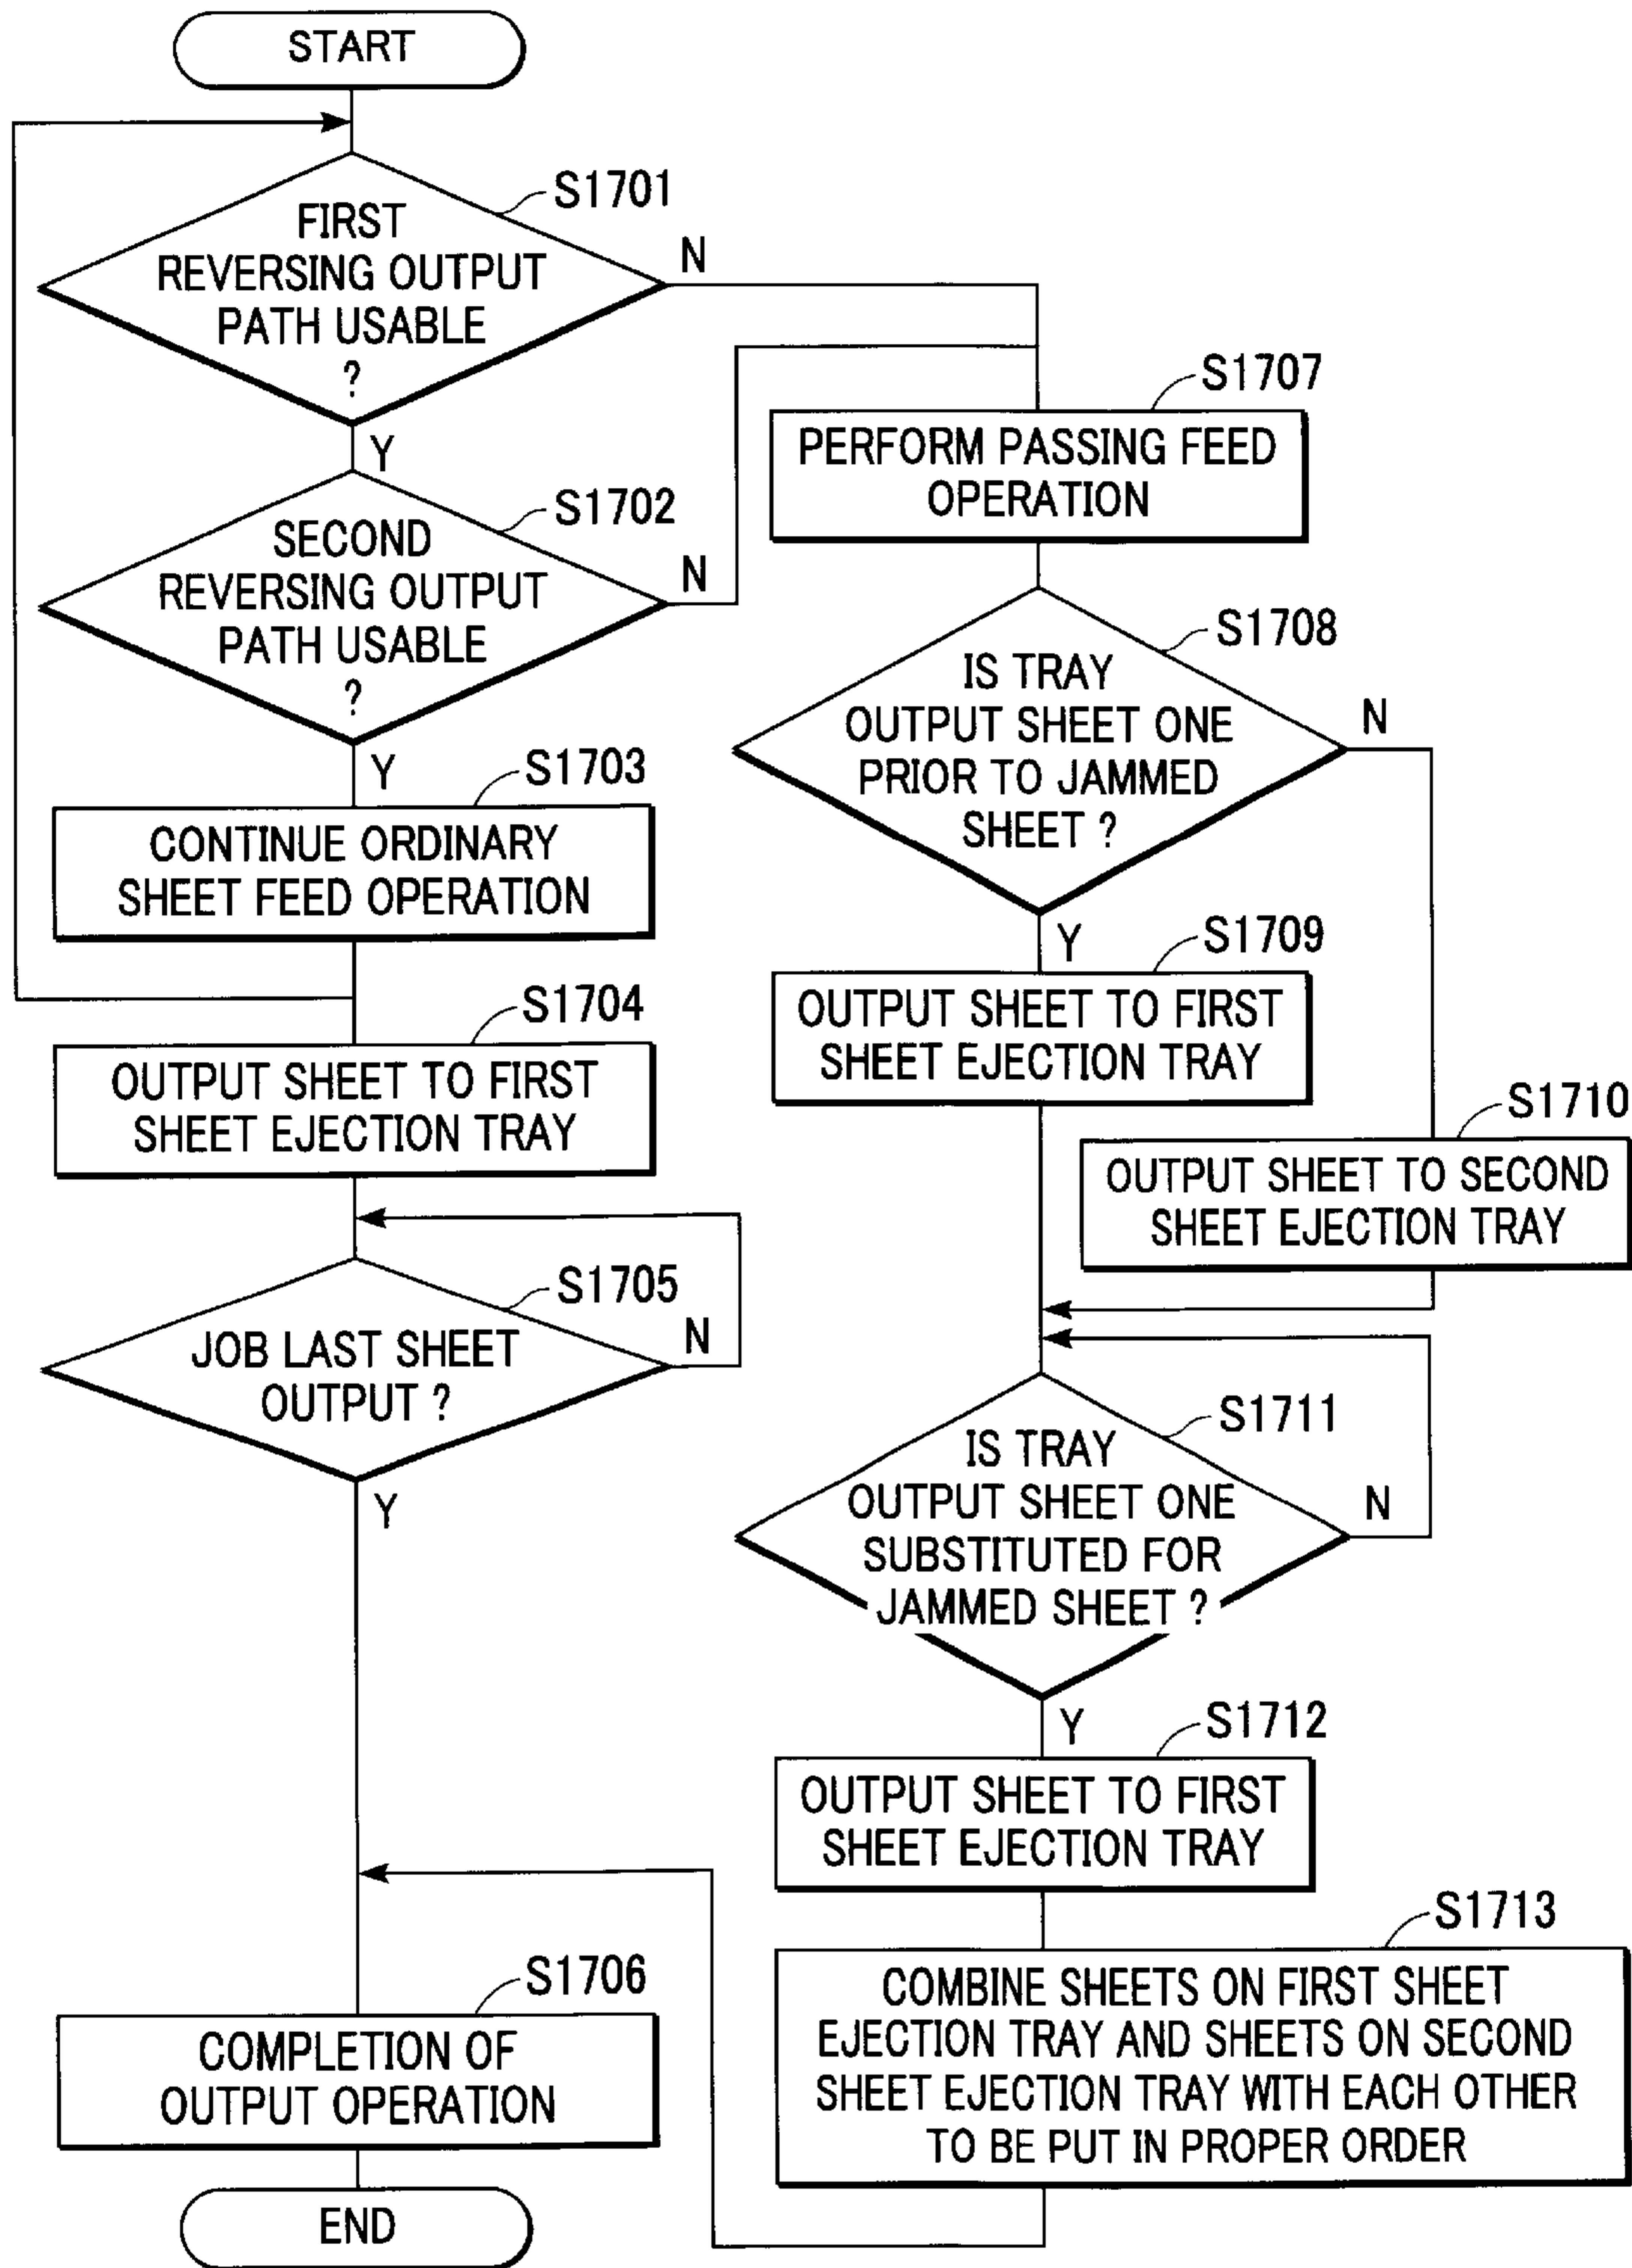 START
S1701
FIRST
REVERSING OUTPUT
PATH USABLE
?
N
Y
S1702
SECOND
REVERSING OUTPUT
PATH USABLE
?
N
Y
S1703
CONTINUE ORDINARY
SHEET FEED OPERATION
S1704
OUTPUT SHEET TO FIRST
SHEET EJECTION TRAY
S1705
JOB LAST SHEET
OUTPUT ?
N
Y
S1706
COMPLETION OF
OUTPUT OPERATION
END
S1707
PERFORM PASSING FEED
OPERATION
S1708
IS TRAY
OUTPUT SHEET ONE
PRIOR TO JAMMED
SHEET ?
N
Y
S1709
OUTPUT SHEET TO FIRST
SHEET EJECTION TRAY
S1710
OUTPUT SHEET TO SECOND
SHEET EJECTION TRAY
S1711
IS TRAY
OUTPUT SHEET ONE
SUBSTITUTED FOR
JAMMED SHEET ?
N
Y
S1712
OUTPUT SHEET TO FIRST
SHEET EJECTION TRAY
S1713
COMBINE SHEETS ON FIRST SHEET
EJECTION TRAY AND SHEETS ON SECOND
SHEET EJECTION TRAY WITH EACH OTHER
TO BE PUT IN PROPER ORDER